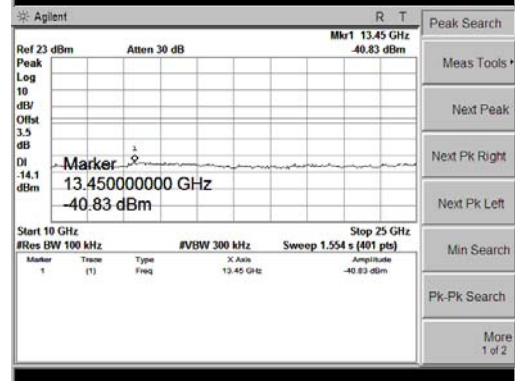 Agilent R T
Mkr1 13.45 GHz
Ref 23 dBm Atten 30 dB -40.83 dBm
Peak
Log
10
dB/
Offst
3.5
dB
DI
-14.1
dBm
1
Marker
13.450000000 GHz
-40.83 dBm
Start 10 GHz Stop 25 GHz
#Res BW 100 kHz #VBW 300 kHz Sweep 1.554 s (401 pts)
Marker Trace Type X Axis Amplitude
1 (1) Freq 13.45 GHz -40.83 dBm
Peak Search
Meas Tools
Next Peak
Next Pk Right
Next Pk Left
Min Search
Pk-Pk Search
More
1 of 2